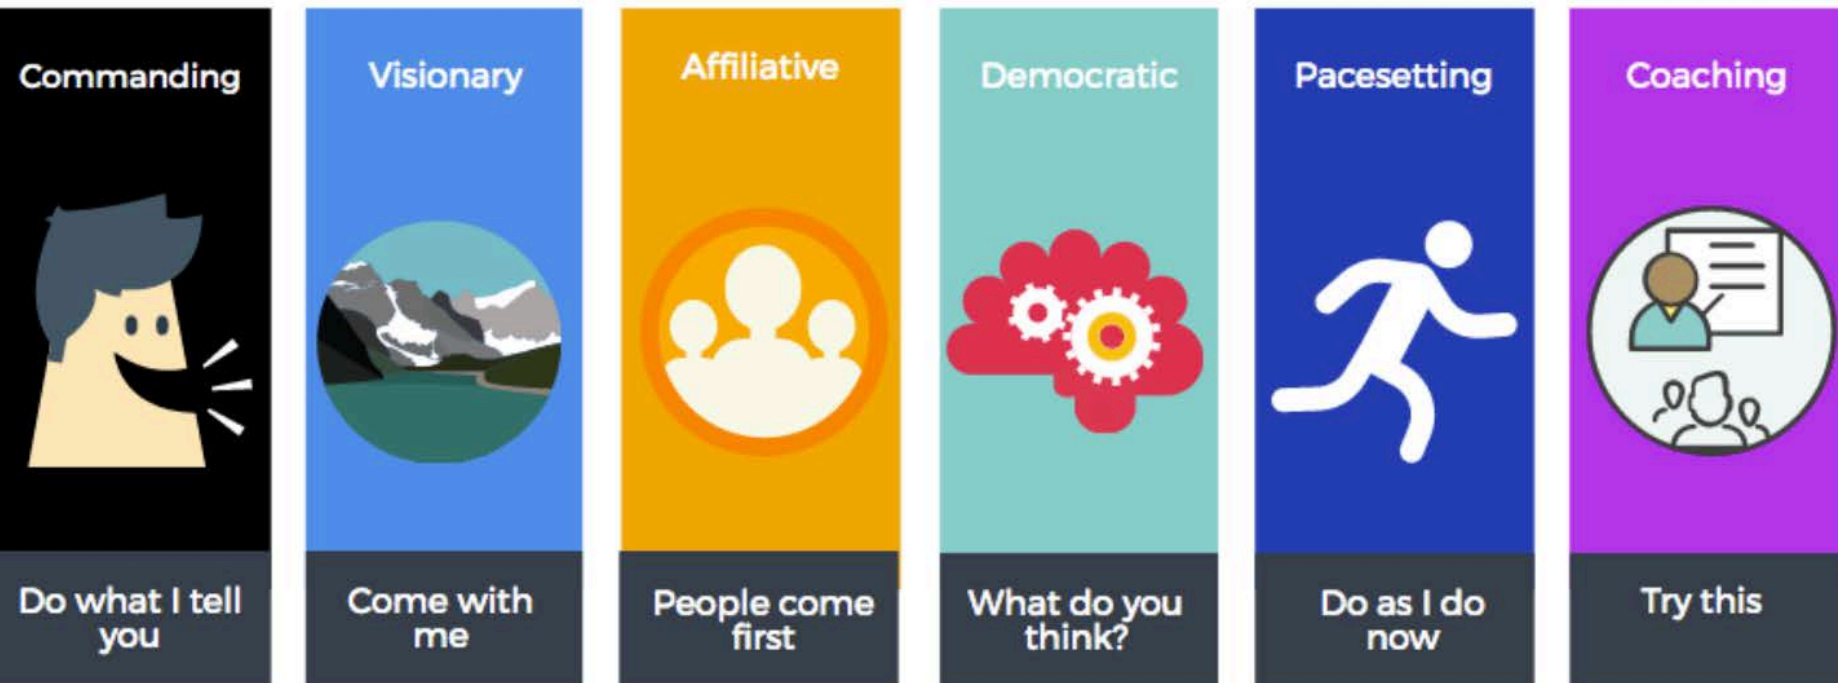 Commanding
Visionary
Affiliative
Democratic
Pacesetting
Coaching
Do what I tell
you
Come with
me
People come
first
What do you
think?
Do as I do
now
Try this